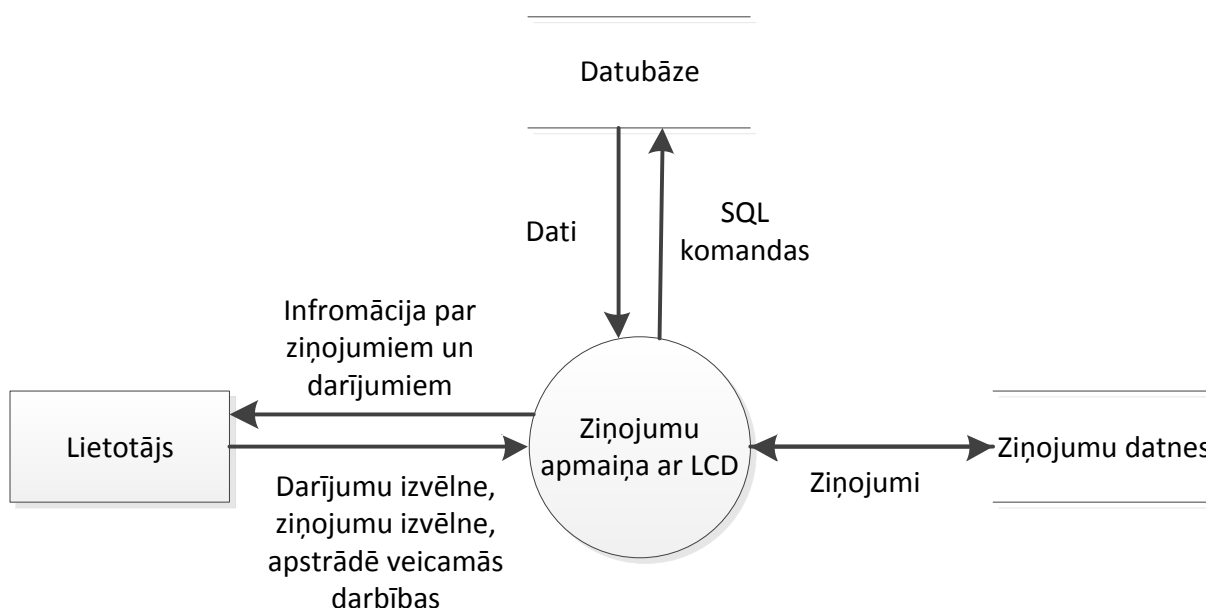 Datubāze
Dati
SQL
komandas
Infromācija par
ziņojumiem un
darījumiem
Lietotājs
Ziņojumu
apmaiņa ar LCD
Ziņojumu datnes
Ziņojumi
Darījumu izvēlne,
ziņojumu izvēlne,
apstrādē veicamās
darbības